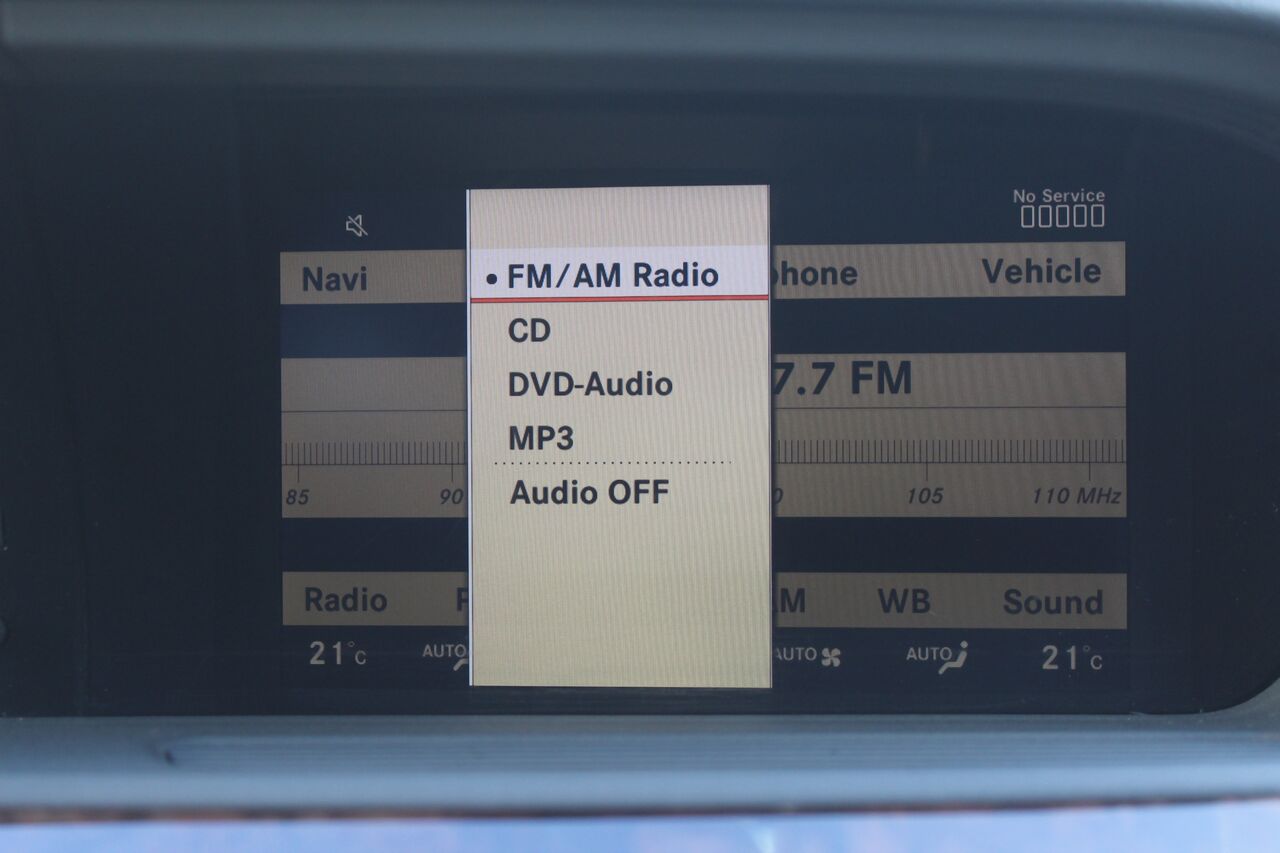 No Service
Navi
Vehicle
• FM/AM Radio
CD
DVD-Audio
MP3
Audio OFF
7.7 FM
85 90 105 110 MHz
Radio WB Sound
21°C AUTO AUTO AUTO 21°C